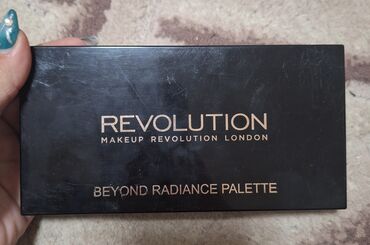 REVOLUTION
MAKEUP REVOLUTION LONDON
BEYOND RADIANCE PALETTE